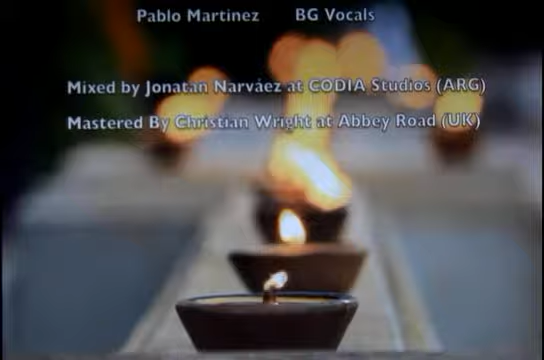 Pablo Martinez BG Vocals
Mixed by Jonatan Narváez at CODIA Studios (ARG)
Mastered By Christian Wright at Abbey Road (UK)